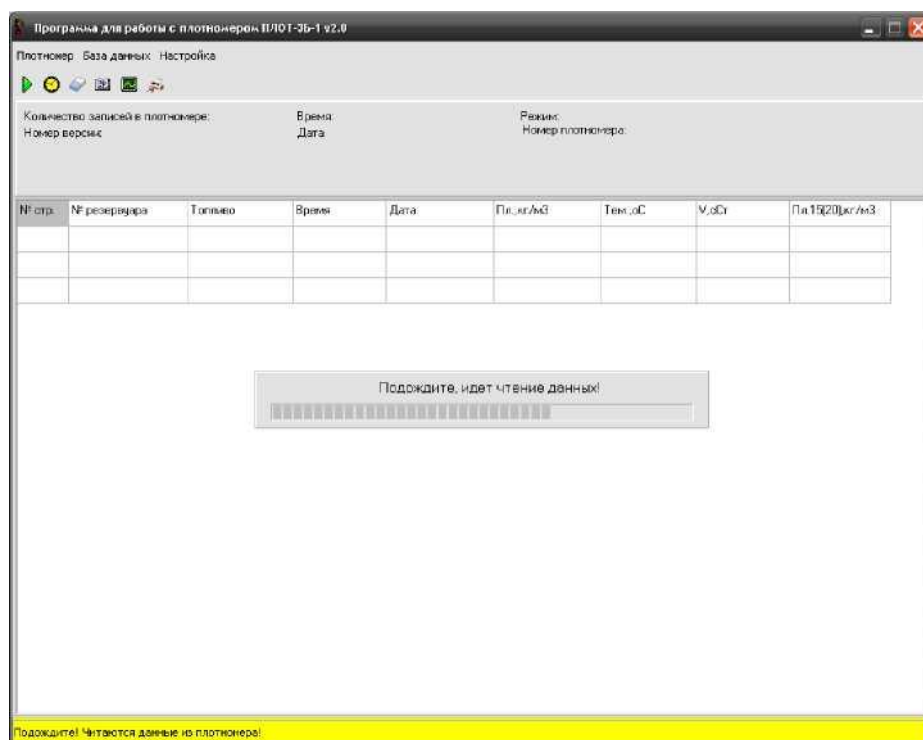 Программа для работы с плотномером ПЛОТ-3Б-1 v2.0
Плотномер База данных Настройка
Количество записей в плотномере: Время: Режим:
Номер версии: Дата Номер плотномера:
№ стр. № резервуара Топливо Время Дата Пл.,кг/м3 Тем.,оС V,сСт Пл.15(20),кг/м3
Подождите, идет чтение данных!
Подождите! Читаются данные из плотномера!